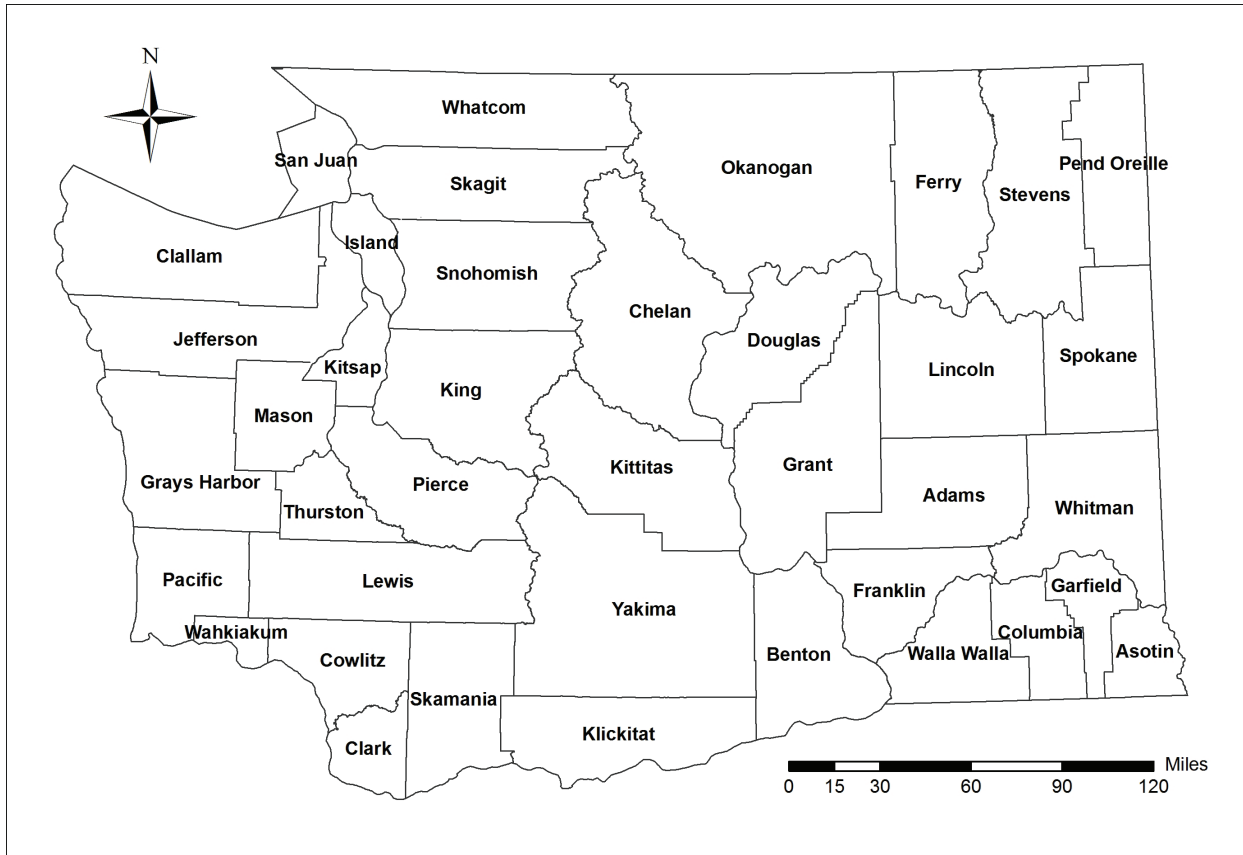 N
Whatcom
San Juan
Okanogan
Pend Oreille
Skagit
Ferry
Stevens
Island
Clallam
Snohomish
Chelan
Jefferson
Douglas
Spokane
Kitsap
Lincoln
King
Mason
Grant
Kittitas
Grays Harbor
Pierce
Adams
Whitman
Thurston
Pacific
Lewis
Garfield
Franklin
Yakima
Wahkiakum
Columbia
Asotin
Walla Walla
Benton
Cowlitz
Skamania
Klickitat
Clark
Miles
0 15 30 60 90 120